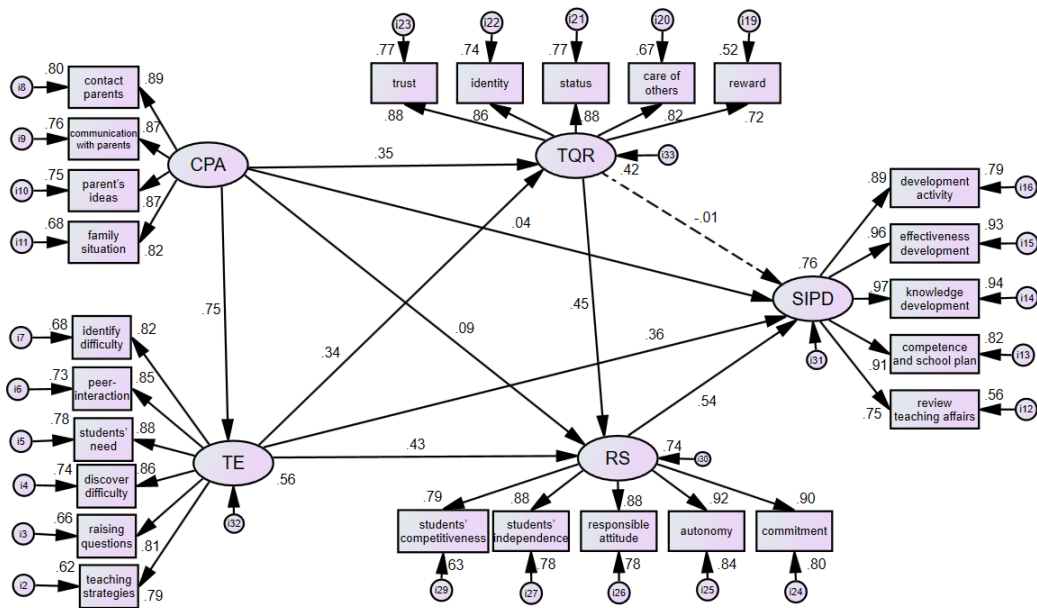 i23
i22
i21
i20
i19
.77
.74
.77
.67
.52
trust
identity
status
care of
others
reward
.88
.86
.88
.82
.72
TQR
.42
i33
i8
.80
contact
parents
.89
i9
.76
communication
with parents
.87
i10
.75
parent's
ideas
.87
i11
.68
family
situation
.82
CPA
.35
.04
-.01
.75
.09
.45
.34
.36
.43
.54
i7
.68
identify
difficulty
.82
i6
.73
peer-
interaction
.85
i5
.78
students'
need
.88
i4
.74
discover
difficulty
.86
i3
.66
raising
questions
.81
i2
.62
teaching
strategies
.79
TE
.56
i32
SIPD
.76
i31
.89
development
activity
.79
i16
.96
effectiveness
development
.93
i15
.97
knowledge
development
.94
i14
.91
competence
and school plan
.82
i13
.75
review
teaching affairs
.56
i12
RS
.74
i30
.79
.88
.88
.92
.90
students'
competitiveness
students'
independence
responsible
attitude
autonomy
commitment
.63
.78
.78
.84
.80
i29
i27
i26
i25
i24